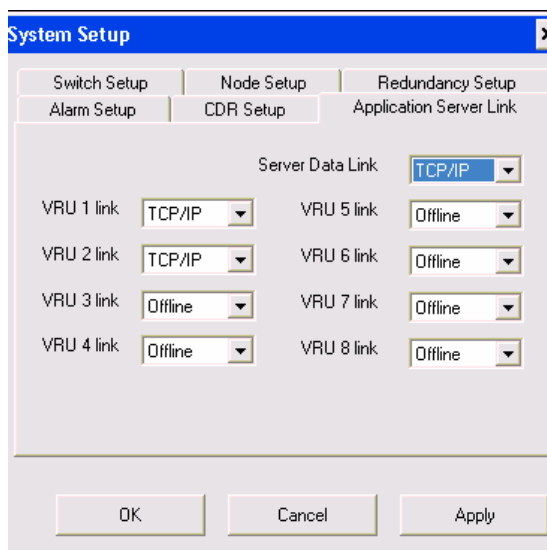 System Setup
Switch Setup Node Setup Redundancy Setup
Alarm Setup CDR Setup Application Server Link
Server Data Link TCP/IP
VRU 1 link TCP/IP VRU 5 link Offline
VRU 2 link TCP/IP VRU 6 link Offline
VRU 3 link Offline VRU 7 link Offline
VRU 4 link Offline VRU 8 link Offline
OK Cancel Apply